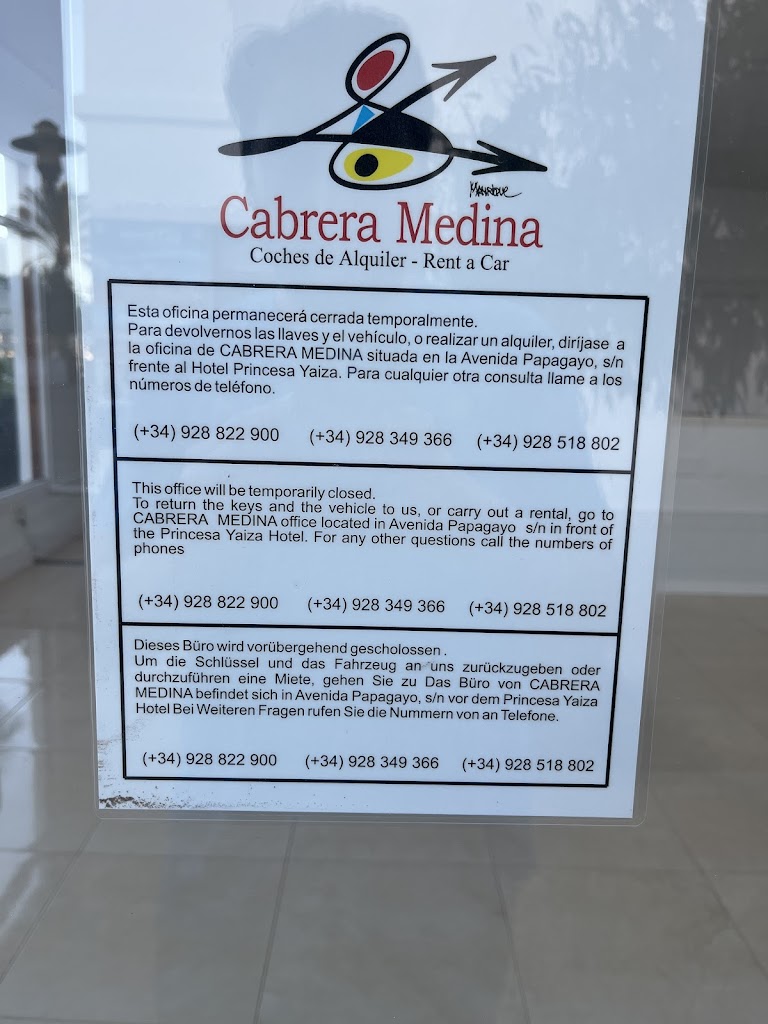 Manrique
Cabrera Medina
Coches de Alquiler - Rent a Car
Esta oficina permanecerá cerrada temporalmente.
Para devolvernos las llaves y el vehículo, o realizar un alquiler, diríjase a
la oficina de CABRERA MEDINA situada en la Avenida Papagayo, s/n
frente al Hotel Princesa Yaiza. Para cualquier otra consulta llame a los
números de teléfono.
(+34) 928 822 900 (+34) 928 349 366 (+34) 928 518 802
This office will be temporarily closed.
To return the keys and the vehicle to us, or carry out a rental, go to
CABRERA MEDINA office located in Avenida Papagayo s/n in front of
the Princesa Yaiza Hotel. For any other questions call the numbers of
phones
(+34) 928 822 900 (+34) 928 349 366 (+34) 928 518 802
Dieses Büro wird vorübergehend gescholossen .
Um die Schlüssel und das Fahrzeug an uns zurückzugeben oder
durchzuführen eine Miete, gehen Sie zu Das Büro von CABRERA
MEDINA befindet sich in Avenida Papagayo, s/n vor dem Princesa Yaiza
Hotel Bei Weiteren Fragen rufen Sie die Nummern von an Telefone.
(+34) 928 822 900 (+34) 928 349 366 (+34) 928 518 802